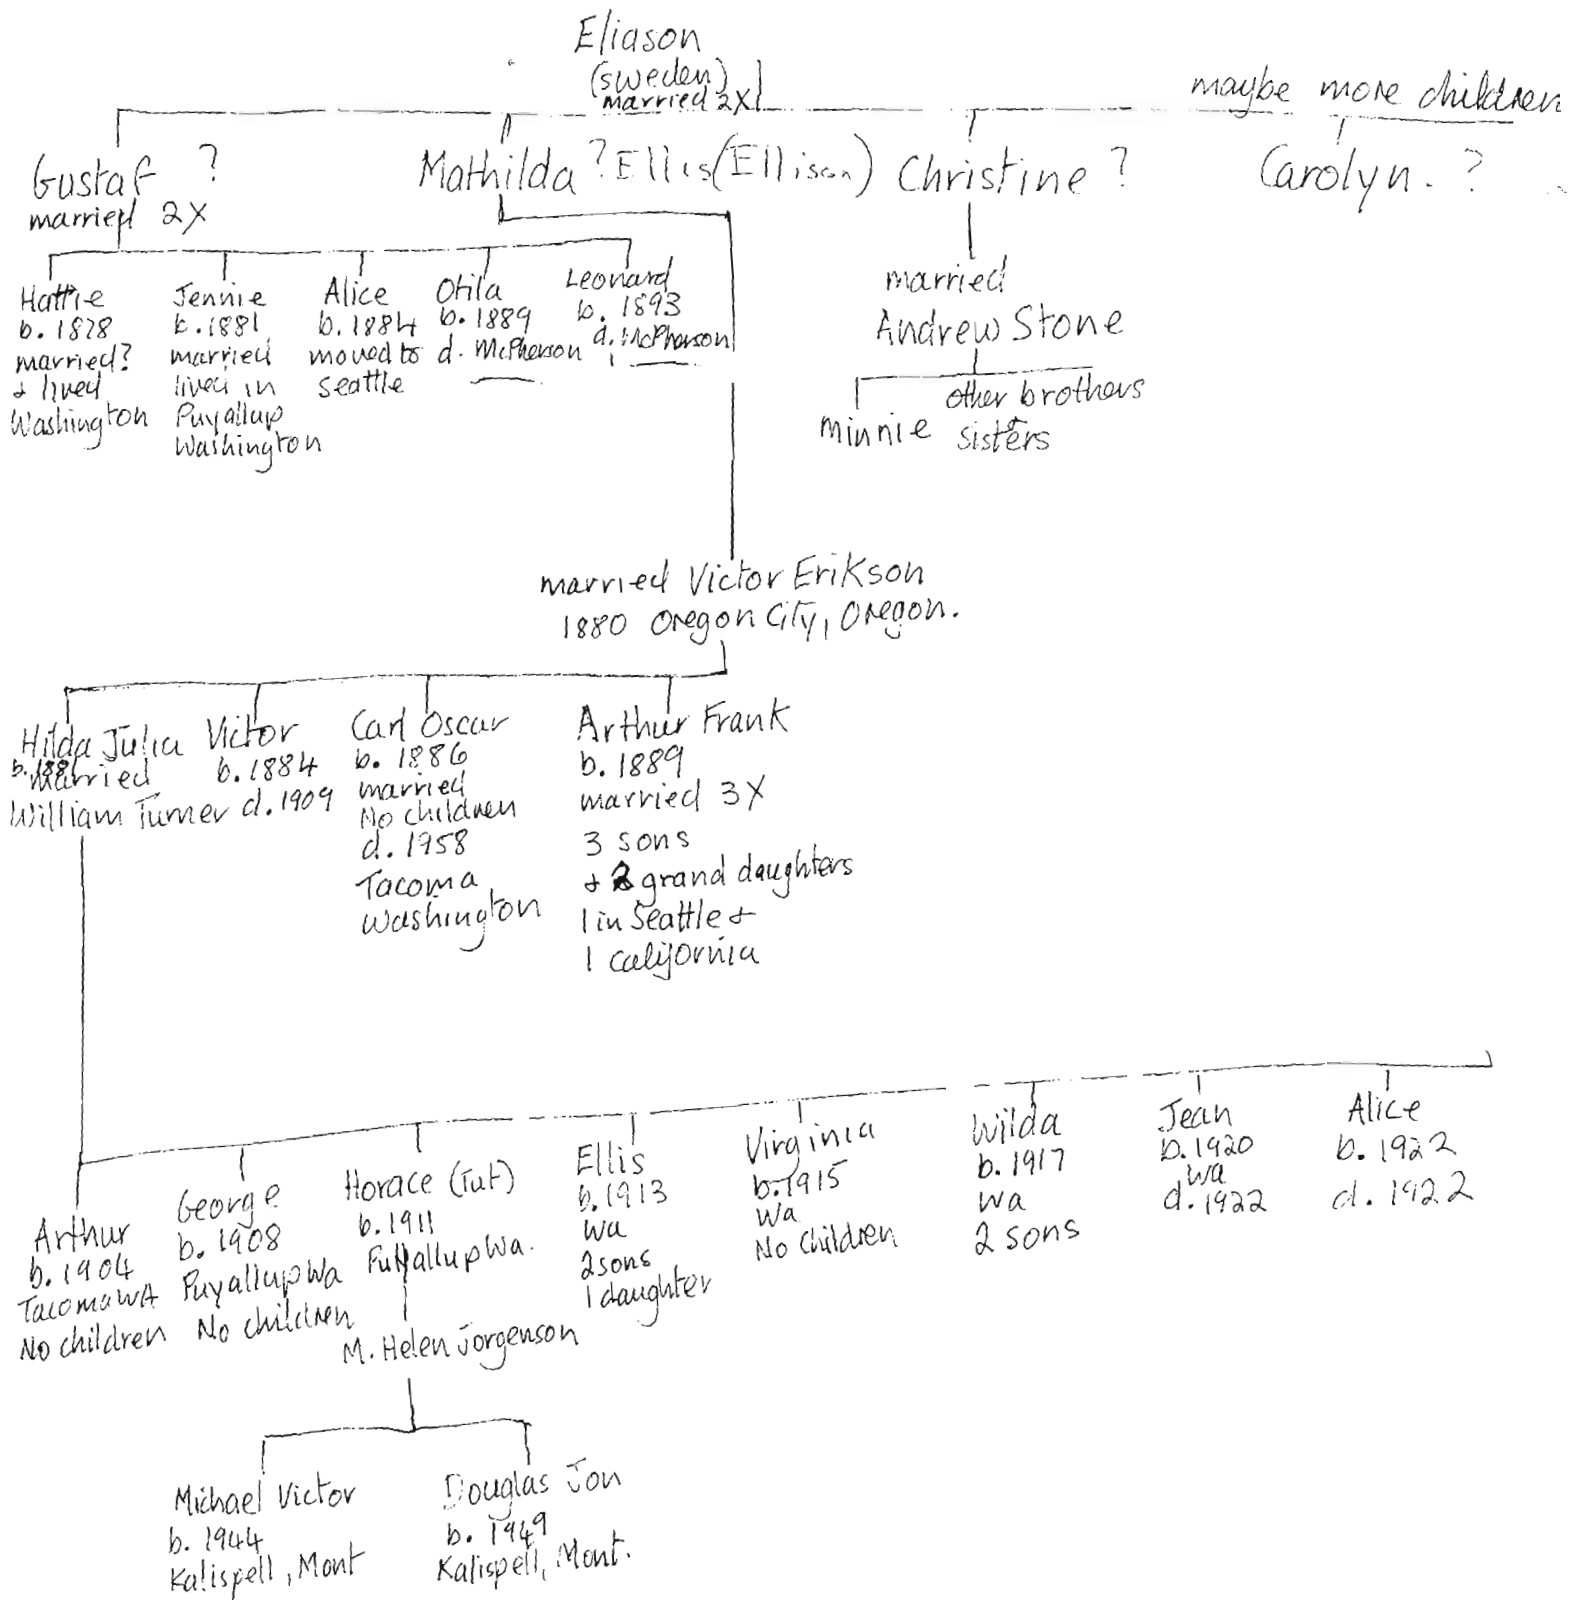 Eliason
(sweden)
married 2X
maybe more children
Gustaf ?
married 2X
Mathilda ? Ellis (Ellison)
Christine ?
Carolyn. ?
Hattie
b. 1878
married?
& lived
Washington
Jennie
b. 1881
married
lived in
Puyallup
Washington
Alice
b. 1884
moved to
Seattle
Otila
b. 1889
d. McPherson
Leonard
b. 1893
d. McPherson
married
Andrew Stone
Minnie
other brothers
+
sisters
married Victor Erikson
1880 Oregon City, Oregon.
Hilda Julia
b. 1881
married
William Turner
Victor
b. 1884
d. 1909
Carl Oscar
b. 1886
married
No children
d. 1958
Tacoma
Washington
Arthur Frank
b. 1889
married 3X
3 sons
& 2 grand daughters
1 in Seattle &
1 California
Arthur
b. 1904
Tacoma WA
No children
George
b. 1908
Puyallup Wa
No children
Horace (Tut)
b. 1911
Puyallup Wa.
M. Helen Jorgenson
Ellis
b. 1913
Wa
2 sons
1 daughter
Virginia
b. 1915
Wa
No Children
Wilda
b. 1917
Wa
2 sons
Jean
b. 1920
Wa
d. 1922
Alice
b. 1922
d. 1922
Michael Victor
b. 1944
Kalispell, Mont
Douglas Jon
b. 1949
Kalispell, Mont.